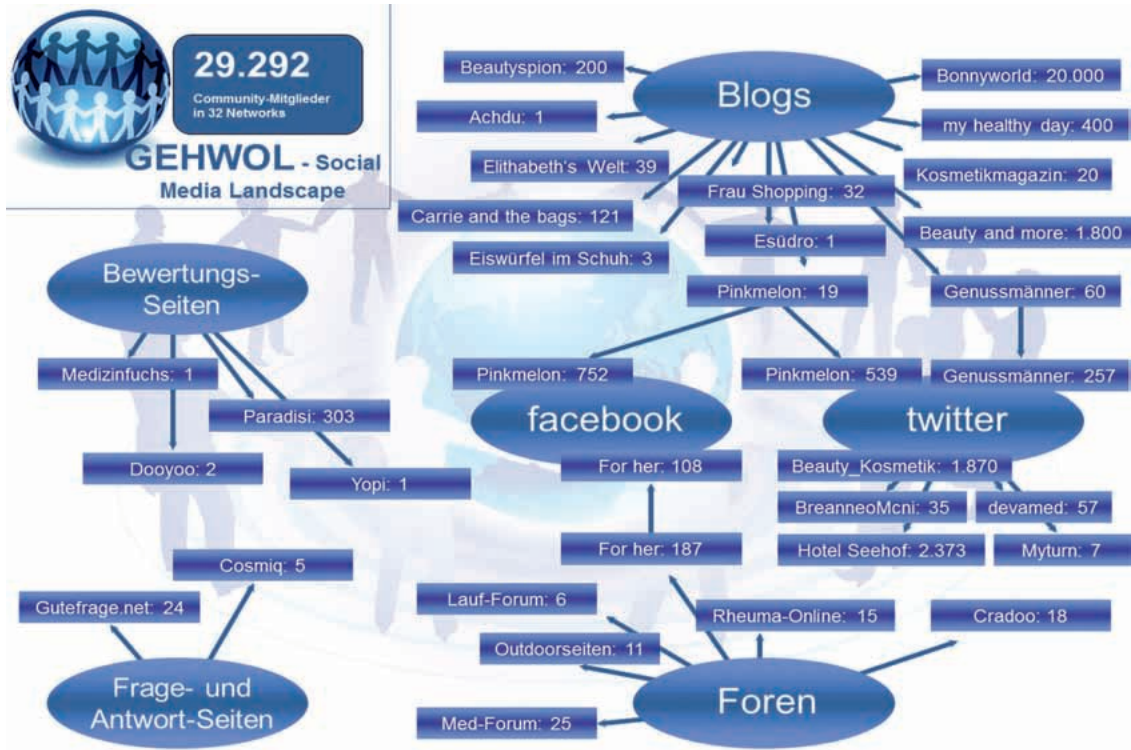 29.292
Community-Mitglieder
in 32 Networks
GEHWOL - Social
Media Landscape
Blogs
Beautyspion: 200
Bonnyworld: 20.000
Achdu: 1
my healthy day: 400
Elithabeth's Welt: 39
Kosmetikmagazin: 20
Frau Shopping: 32
Carrie and the bags: 121
Beauty and more: 1.800
Esüdro: 1
Eiswürfel im Schuh: 3
Pinkmelon: 19
Genussmänner: 60
Bewertungs-
Seiten
Medizinfuchs: 1
Paradisi: 303
Dooyoo: 2
Yopi: 1
Pinkmelon: 752
Pinkmelon: 539
Genussmänner: 257
facebook
twitter
For her: 108
Beauty_Kosmetik: 1.870
BreanneoMcni: 35
devamed: 57
For her: 187
Hotel Seehof: 2.373
Myturn: 7
Cosmiq: 5
Gutefrage.net: 24
Frage- und
Antwort-Seiten
Lauf-Forum: 6
Rheuma-Online: 15
Cradoo: 18
Outdoorseiten: 11
Med-Forum: 25
Foren